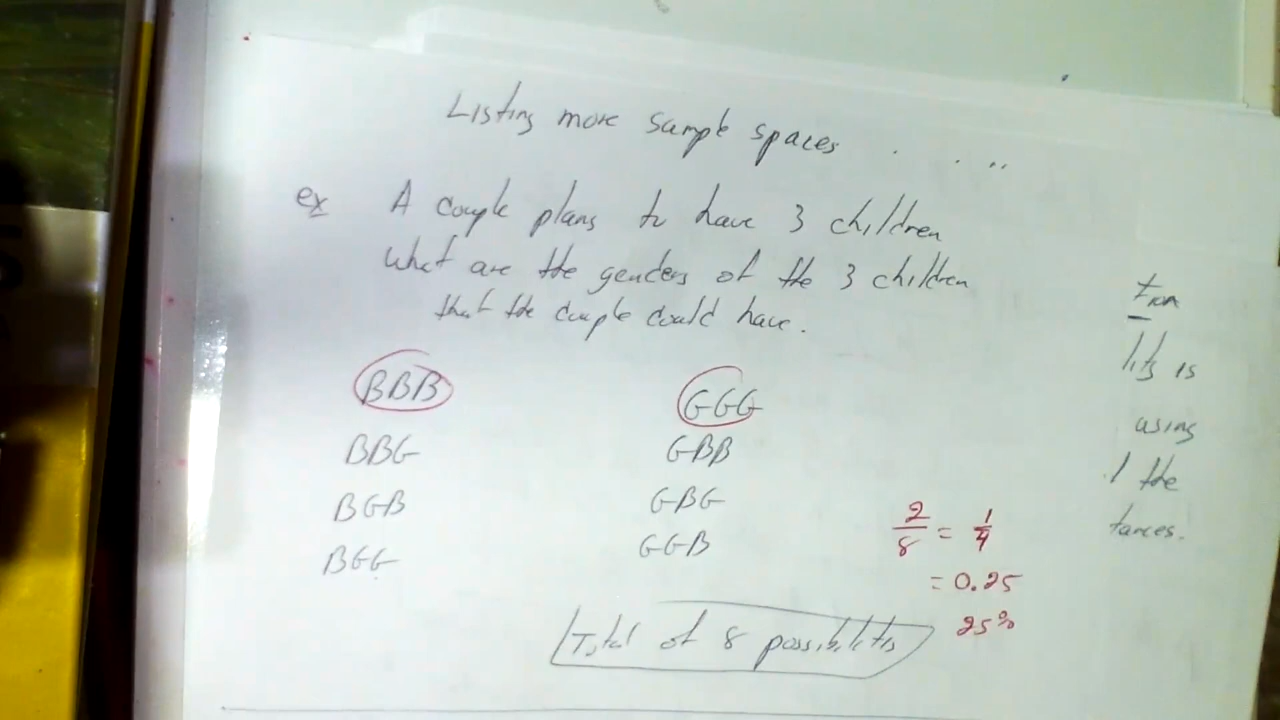 Listing more sample spaces . . . .
ex A couple plans to have 3 children
What are the genders of the 3 children
that the couple could have.
BBB GGG
BBG GBB
BGB GBG
BGG GGB
2/8 = 1/4
= 0.25
25%
Total of 8 possibilities
is
using
the
tances.